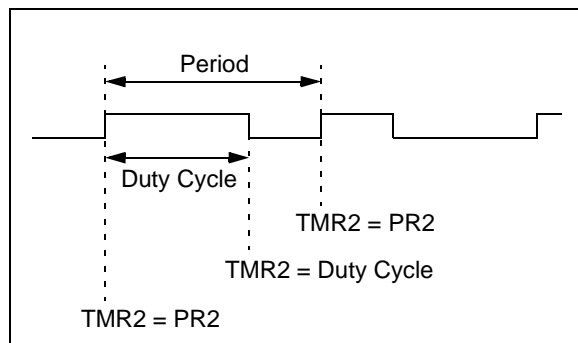 Period
Duty Cycle
TMR2 = PR2
TMR2 = Duty Cycle
TMR2 = PR2